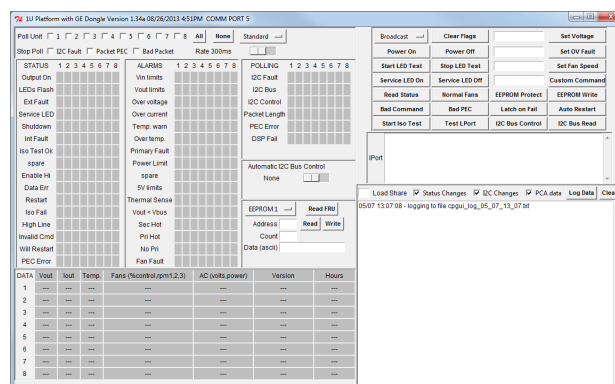 1U Platform with GE Dongle Version 1.34a 08/26/2013 4:51PM COMM PORT 5
Poll Unit 1 2 3 4 5 6 7 8 All None Standard
Stop Poll I2C Fault Packet PEC Bad Packet Rate 300ms
STATUS 1 2 3 4 5 6 7 8
Output On
LEDs Flash
Ext Fault
Service LED
Shutdown
Int Fault
Iso Test Ok
spare
Enable Hi
Data Err
Restart
Iso Fail
High Line
Invalid Cmd
Will Restart
PEC Error
ALARMS 1 2 3 4 5 6 7 8
Vin limits
Vout limits
Over voltage
Over current
Temp. warn
Over temp.
Primary Fault
Power Limit
spare
5V limits
Thermal Sense
Vout < Vbus
Sec Hot
Pri Hot
No Pri
Fan Fault
POLLING 1 2 3 4 5 6 7 8
I2C Fault
I2C Bus
I2C Control
Packet Length
PEC Error
DSP Fail
Automatic I2C Bus Control
None
EEPROM 1 Read FRU
Address Read Write
Count
Data (ascii)
DATA Vout Iout Temp. Fans (%control,rpm1,2,3) AC (volts,power) Version Hours
1 --- --- --- --- --- --- ---
2 --- --- --- --- --- --- ---
3 --- --- --- --- --- --- ---
4 --- --- --- --- --- --- ---
5 --- --- --- --- --- --- ---
6 --- --- --- --- --- --- ---
7 --- --- --- --- --- --- ---
8 --- --- --- --- --- --- ---
Broadcast Clear Flags Set Voltage
Power On Power Off Set OV Fault
Start LED Test Stop LED Test Set Fan Speed
Service LED On Service LED Off Custom Command
Read Status Normal Fans EEPROM Protect EEPROM Write
Bad Command Bad PEC Latch on Fail Auto Restart
Start Iso Test Test LPort I2C Bus Control I2C Bus Read
lPort
Load Share Status Changes I2C Changes PCA data Log Data Clea
05/07 13:07:08 - logging to file cpgui_log_05_07_13_07.txt